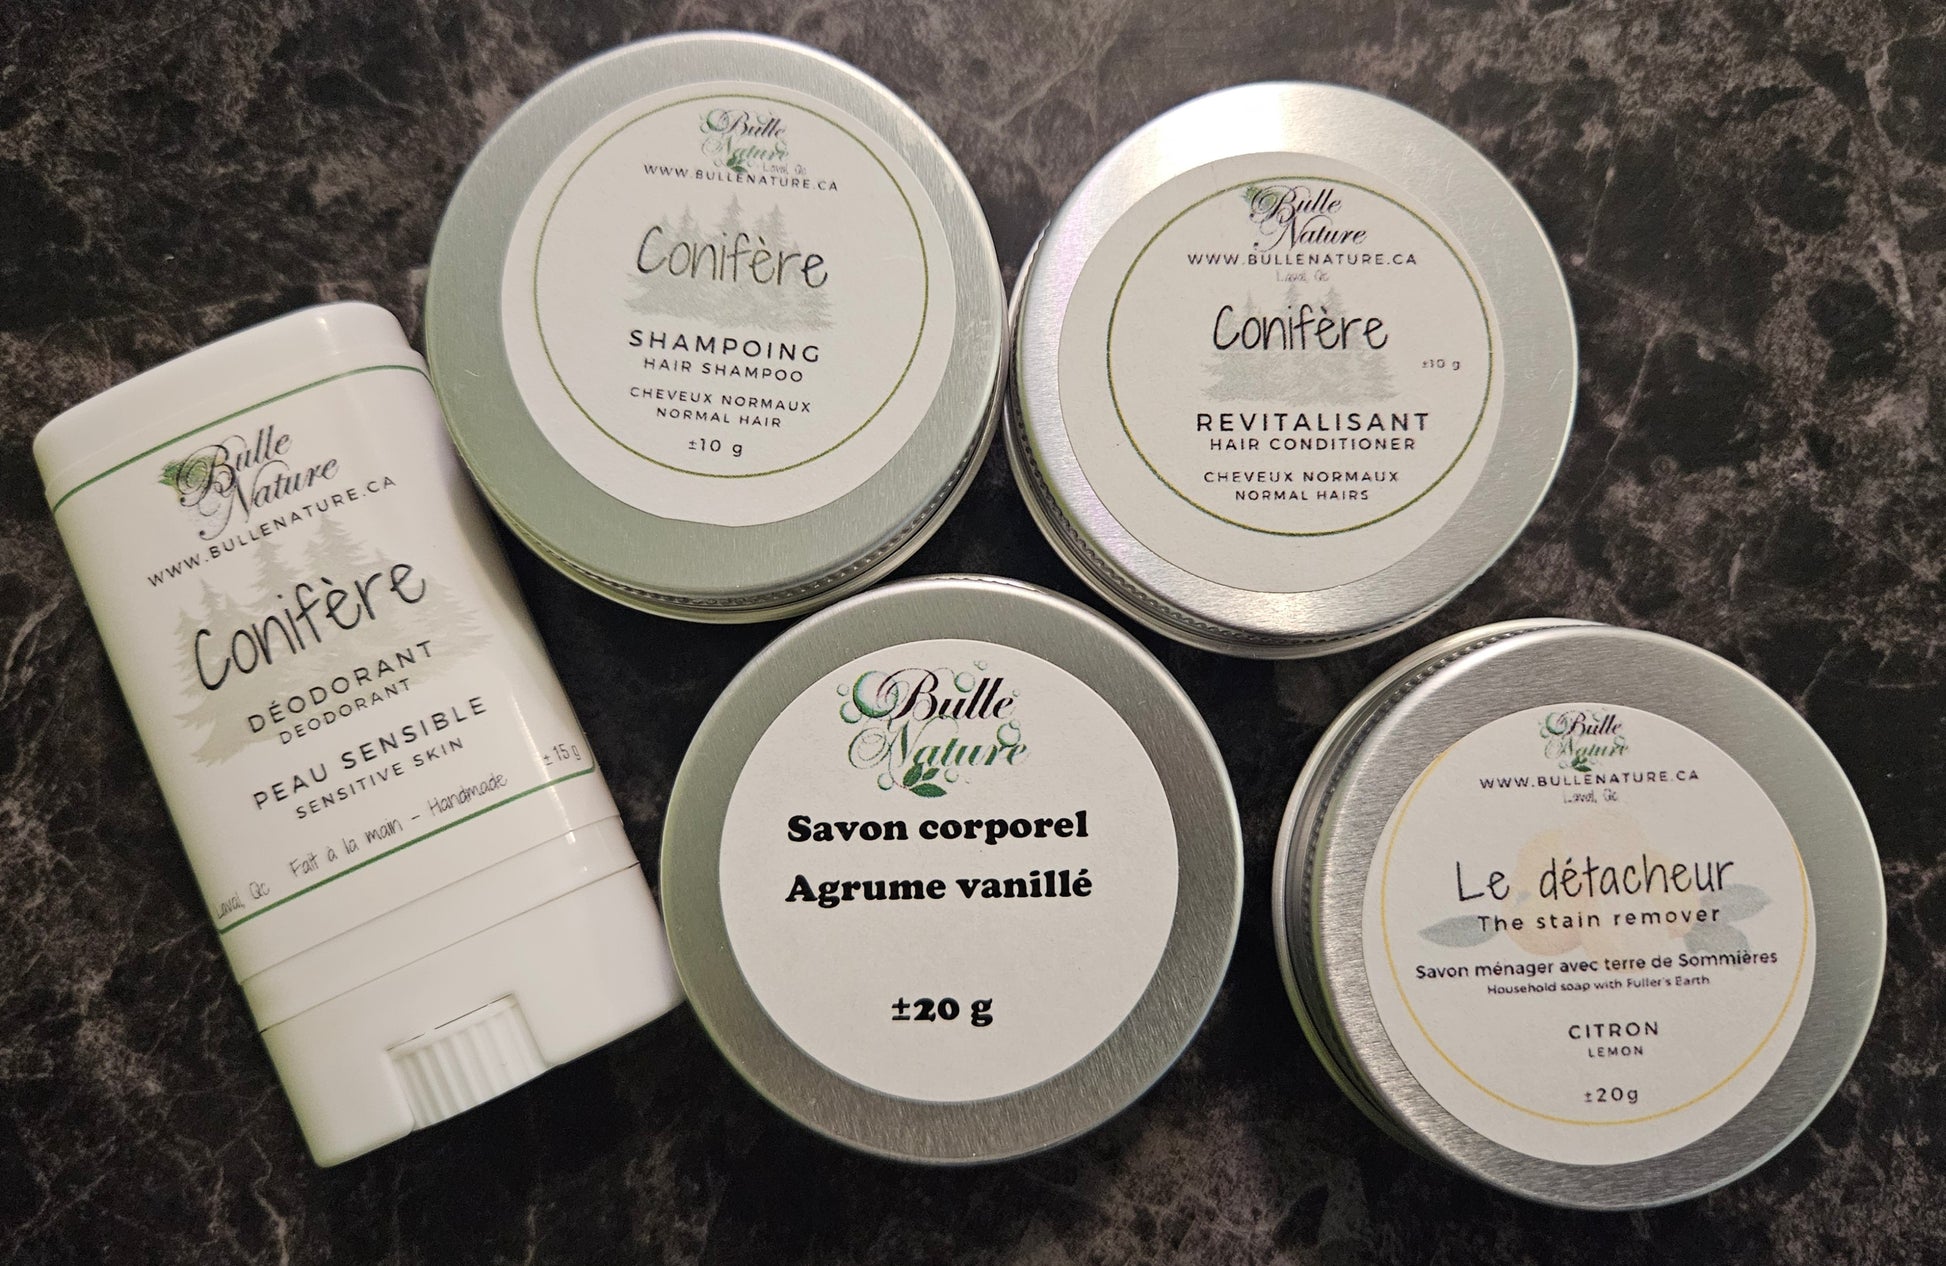 Bulle
Nature
WWW.BULLENATURE.CA
Conifère
DÉODORANT
DEODORANT
PEAU SENSIBLE
SENSITIVE SKIN
± 15 g
Laval, Qc Fait à la main - Handmade
Bulle
Nature
Laval, Qc
WWW.BULLENATURE.CA
Conifère
SHAMPOING
HAIR SHAMPOO
CHEVEUX NORMAUX
NORMAL HAIR
±10 g
Bulle
Nature
WWW.BULLENATURE.CA
Laval, Qc
Conifère
±10 g
REVITALISANT
HAIR CONDITIONER
CHEVEUX NORMAUX
NORMAL HAIRS
Bulle
Nature
Savon corporel
Agrume vanillé
±20 g
Bulle
Nature
WWW.BULLENATURE.CA
Laval, Qc
Le détacheur
The stain remover
Savon ménager avec terre de Sommières
Household soap with Fuller's Earth
CITRON
LEMON
±20g